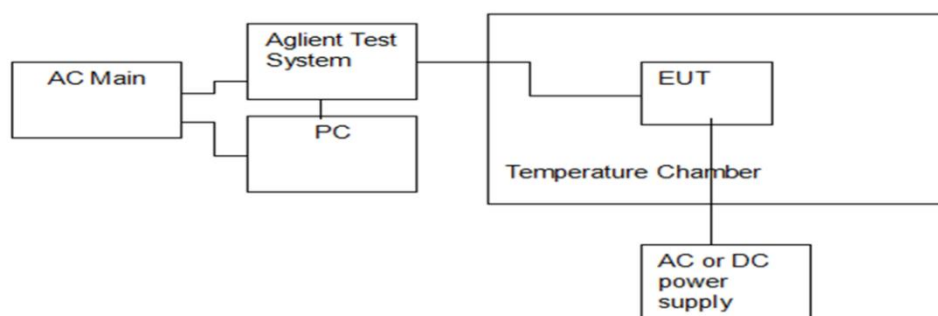 Aglient Test
System
AC Main
EUT
PC
Temperature Chamber
AC or DC
power
supply